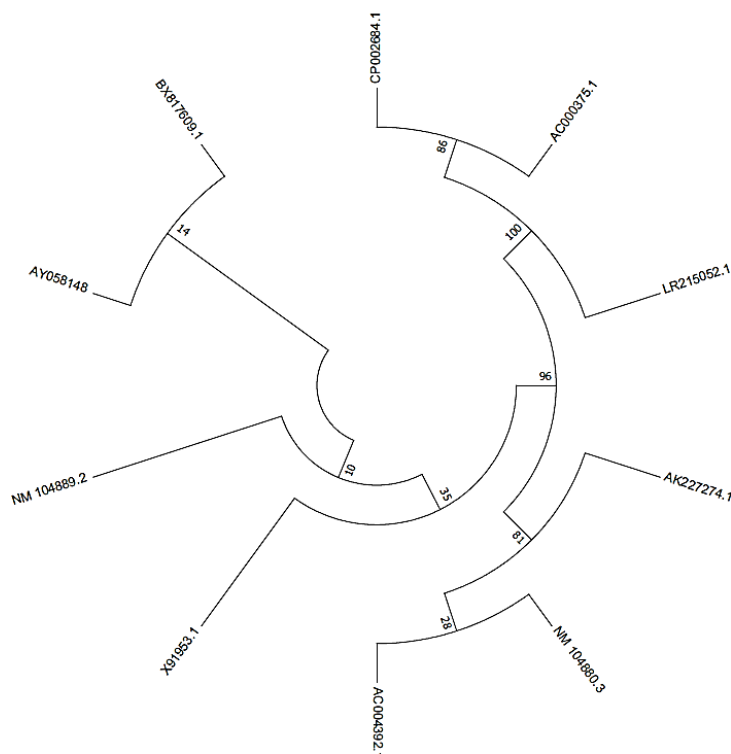 CP002684.1
AC000375.1
LR215052.1
AK227274.1
NM 104880.3
AC004392.
X91953.1
NM 104889.2
AY058148
BX817609.1
86
100
96
81
28
35
10
14